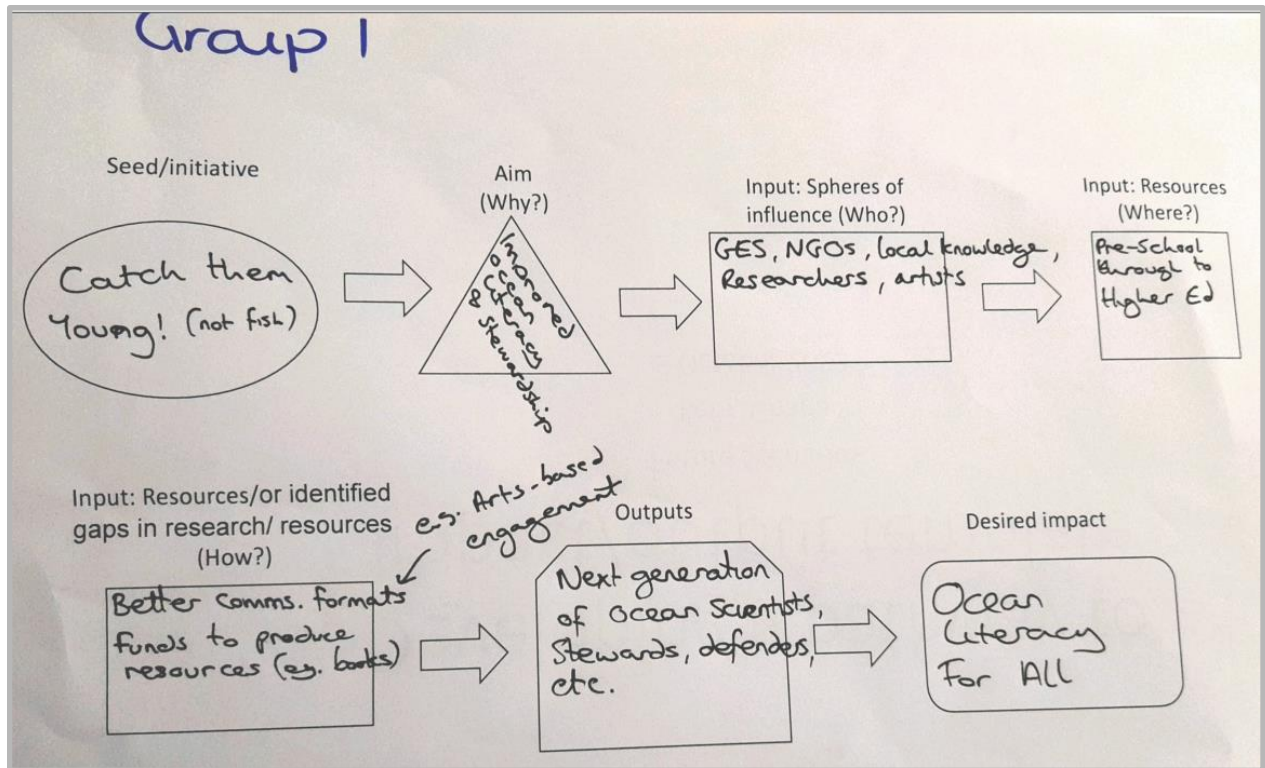 Group 1
Seed/initiative
Catch them
Young! (not fish)
Aim
(Why?)
Improved
ocean
literacy
& stewardship
Input: Spheres of
influence (Who?)
GES, NGOs, local knowledge,
Researchers, artists
Input: Resources
(Where?)
Pre-School
through to
Higher Ed
Input: Resources/or identified
gaps in research/ resources
(How?)
e.g. Arts-based
engagement
Better comms. formats
funds to produce
resources (eg. books)
Outputs
Next generation
of Ocean Scientists,
Stewards, defenders,
etc.
Desired impact
Ocean
Literacy
For ALL